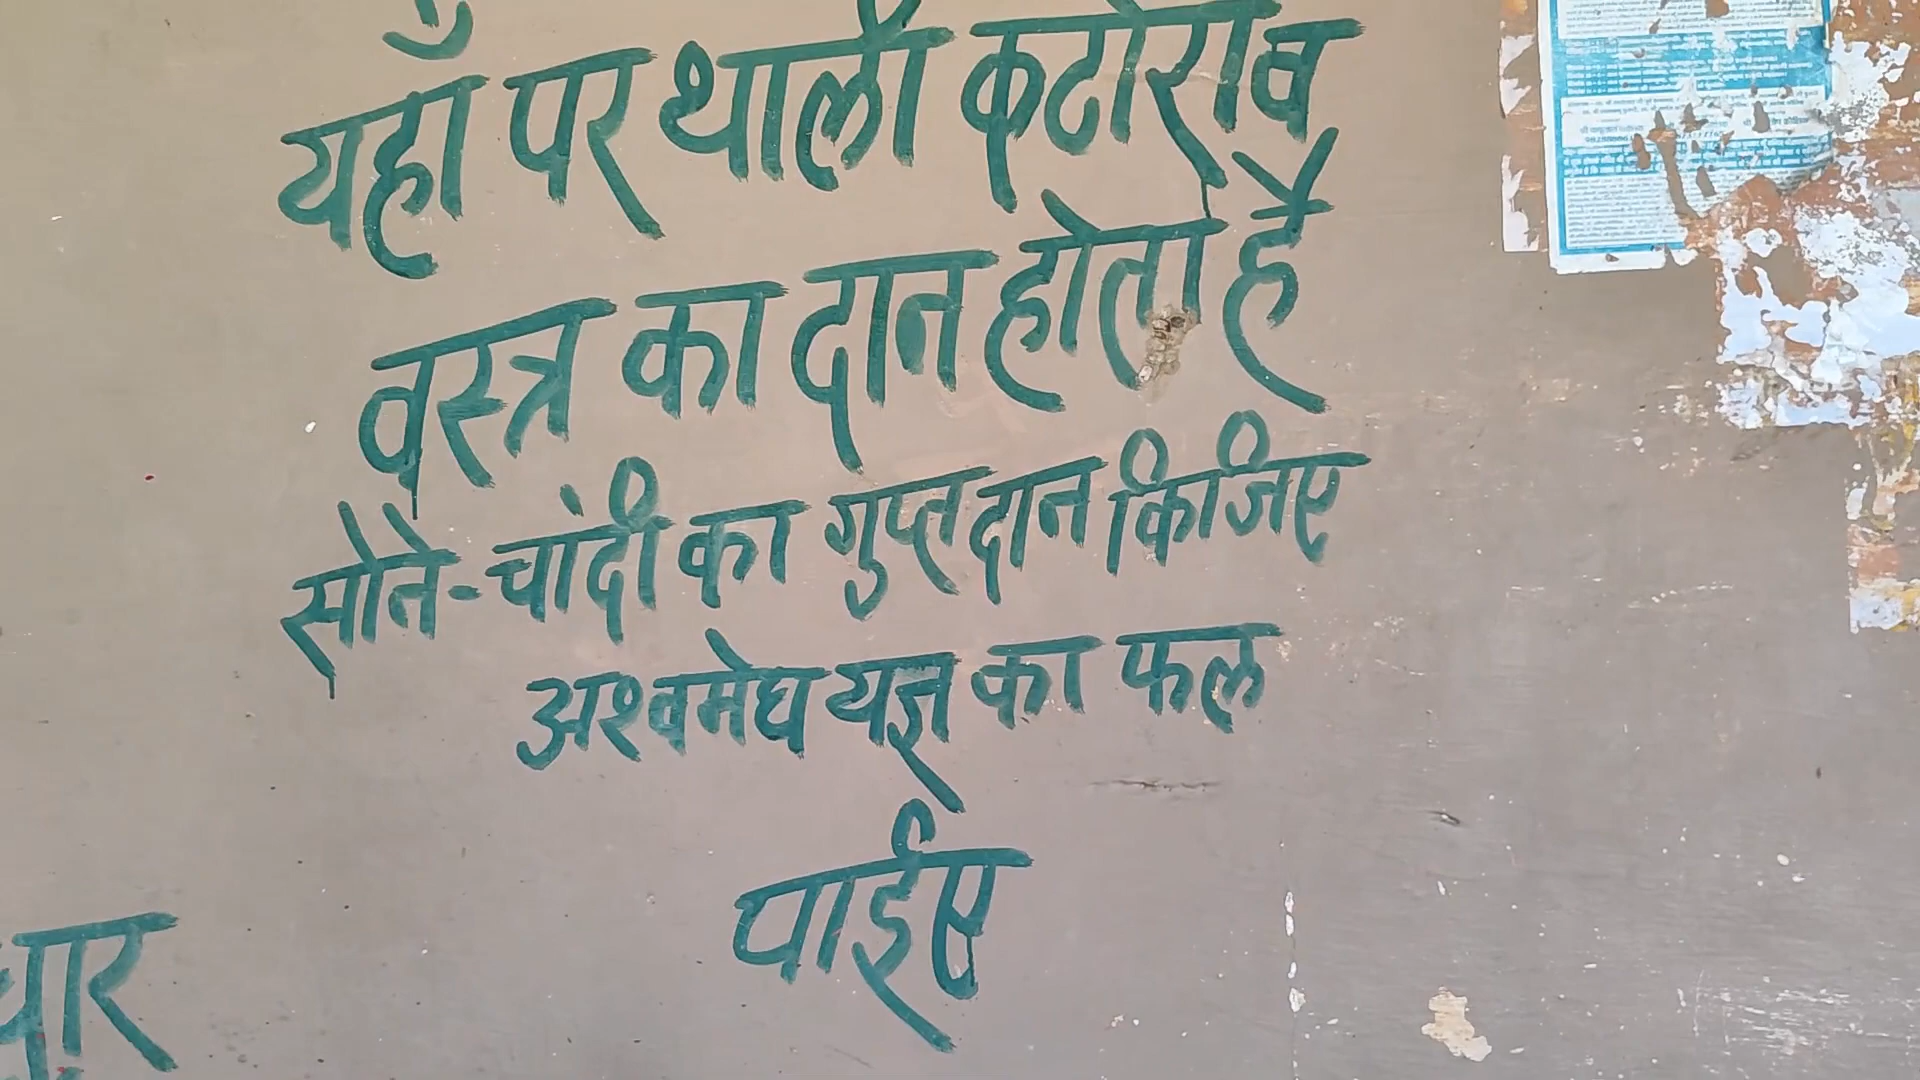 यहाँ पर थाली कटोरी व
वस्त्र का दान होता है
सोने-चांदी का गुप्त दान किजिए
अश्वमेघ यज्ञ का फल
पाईए